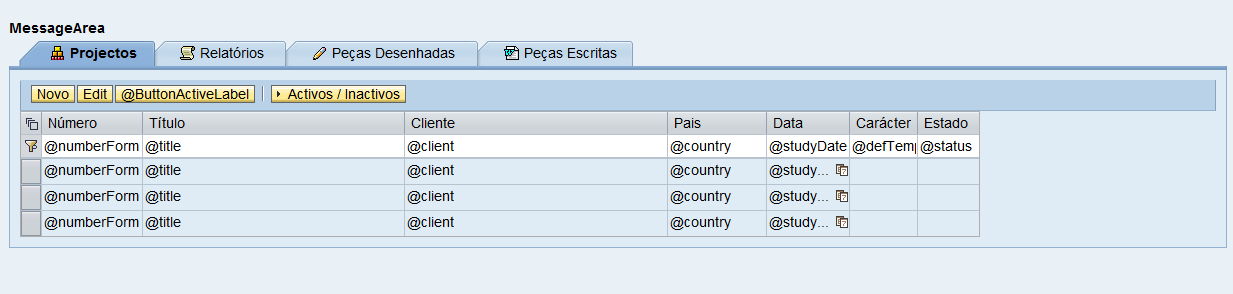 MessageArea
Projectos Relatórios Peças Desenhadas Peças Escritas
Novo Edit @ButtonActiveLabel Activos / Inactivos
Número Título Cliente Pais Data Carácter Estado
@numberForm @title @client @country @studyDate @defTemp @status
@numberForm @title @client @country @study...
@numberForm @title @client @country @study...
@numberForm @title @client @country @study...